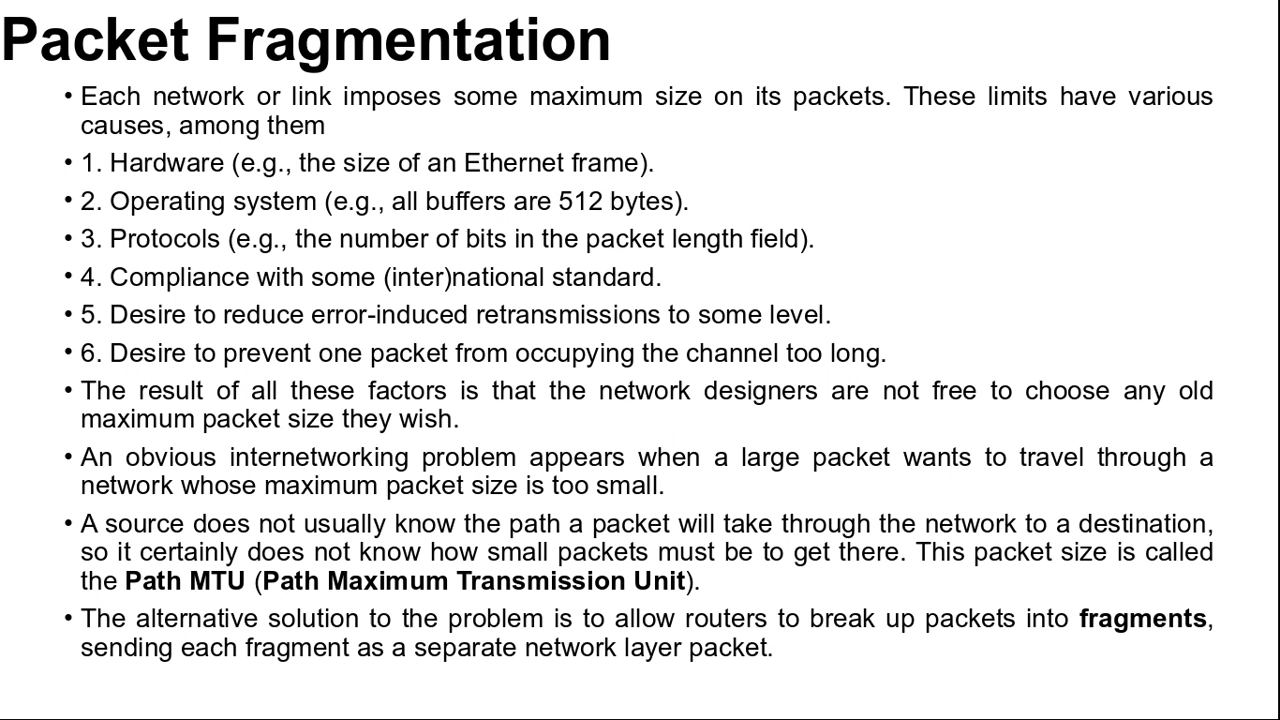 Packet Fragmentation
• Each network or link imposes some maximum size on its packets. These limits have various
causes, among them
• 1. Hardware (e.g., the size of an Ethernet frame).
• 2. Operating system (e.g., all buffers are 512 bytes).
• 3. Protocols (e.g., the number of bits in the packet length field).
• 4. Compliance with some (inter)national standard.
• 5. Desire to reduce error-induced retransmissions to some level.
• 6. Desire to prevent one packet from occupying the channel too long.
• The result of all these factors is that the network designers are not free to choose any old
maximum packet size they wish.
• An obvious internetworking problem appears when a large packet wants to travel through a
network whose maximum packet size is too small.
• A source does not usually know the path a packet will take through the network to a destination,
so it certainly does not know how small packets must be to get there. This packet size is called
the Path MTU (Path Maximum Transmission Unit).
• The alternative solution to the problem is to allow routers to break up packets into fragments,
sending each fragment as a separate network layer packet.